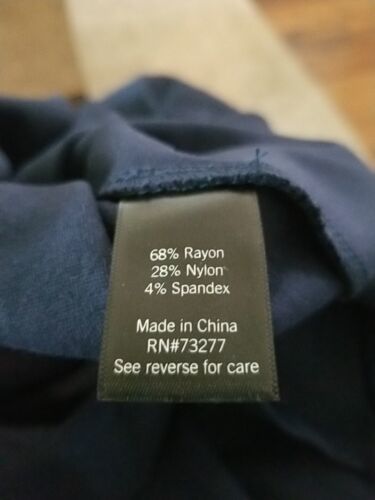 68% Rayon
28% Nylon
4% Spandex
Made in China
RN#73277
See reverse for care